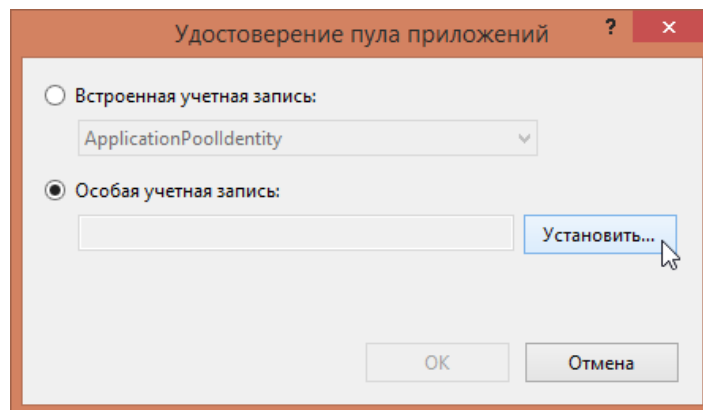 Удостоверение пула приложений ? ×
Встроенная учетная запись:
ApplicationPoolIdentity
Особая учетная запись:
Установить...
OK Отмена